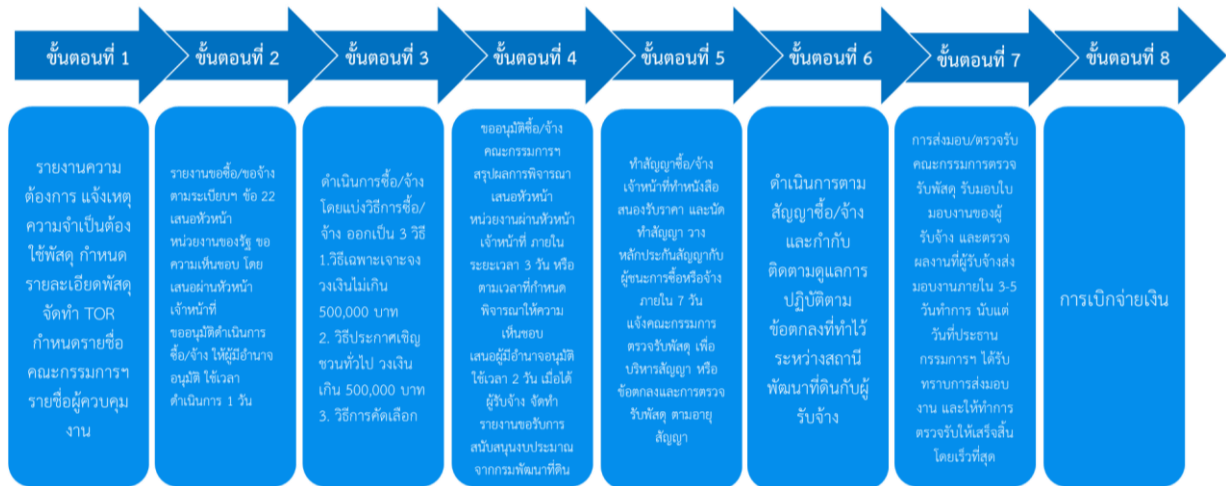 ขั้นตอนที่ 1
ขั้นตอนที่ 2
ขั้นตอนที่ 3
ขั้นตอนที่ 4
ขั้นตอนที่ 5
ขั้นตอนที่ 6
ขั้นตอนที่ 7
ขั้นตอนที่ 8
รายงานความ
ต้องการ แจ้งเหตุ
ความจำเป็นต้อง
ใช้พัสดุ กำหนด
รายละเอียดพัสดุ
จัดทำ TOR
กำหนดรายชื่อ
คณะกรรมการฯ
รายชื่อผู้ควบคุม
งาน
รายงานขอซื้อ/ขอจ้าง
ตามระเบียบฯ ข้อ 22
เสนอหัวหน้า
หน่วยงานของรัฐ ขอ
ความเห็นชอบ โดย
เสนอผ่านหัวหน้า
เจ้าหน้าที่
ขออนุมัติดำเนินการ
ซื้อ/จ้าง ให้ผู้มีอำนาจ
อนุมัติ ใช้เวลา
ดำเนินการ 1 วัน
ดำเนินการซื้อ/จ้าง
โดยแบ่งวิธีการซื้อ/
จ้าง ออกเป็น 3 วิธี
1.วิธีเฉพาะเจาะจง
วงเงินไม่เกิน
500,000 บาท
2. วิธีประกาศเชิญ
ชวนทั่วไป วงเงิน
เกิน 500,000 บาท
3. วิธีการคัดเลือก
ขออนุมัติซื้อ/จ้าง
คณะกรรมการฯ
สรุปผลการพิจารณา
เสนอหัวหน้า
หน่วยงานผ่านหัวหน้า
เจ้าหน้าที่ ภายใน
ระยะเวลา 3 วัน หรือ
ตามเวลาที่กำหนด
พิจารณาให้ความ
เห็นชอบ
เสนอผู้มีอำนาจอนุมัติ
ใช้เวลา 2 วัน เมื่อได้
ผู้รับจ้าง จัดทำ
รายงานขอรับการ
สนับสนุนงบประมาณ
จากกรมพัฒนาที่ดิน
ทำสัญญาซื้อ/จ้าง
เจ้าหน้าที่ทำหนังสือ
สนองรับราคา และนัด
ทำสัญญา วาง
หลักประกันสัญญากับ
ผู้ชนะการซื้อหรือจ้าง
ภายใน 7 วัน
แจ้งคณะกรรมการ
ตรวจรับพัสดุ เพื่อ
บริหารสัญญา หรือ
ข้อตกลงและการตรวจ
รับพัสดุ ตามอายุ
สัญญา
ดำเนินการตาม
สัญญาซื้อ/จ้าง
และกำกับ
ติดตามดูแลการ
ปฏิบัติตาม
ข้อตกลงที่ทำไว้
ระหว่างสถานี
พัฒนาที่ดินกับผู้
รับจ้าง
การส่งมอบ/ตรวจรับ
คณะกรรมการตรวจ
รับพัสดุ รับมอบใบ
มอบงานของผู้
รับจ้าง และตรวจ
ผลงานที่ผู้รับจ้างส่ง
มอบงานภายใน 3-5
วันทำการ นับแต่
วันที่ประธาน
กรรมการฯ ได้รับ
ทราบการส่งมอบ
งาน และให้ทำการ
ตรวจรับให้เสร็จสิ้น
โดยเร็วที่สุด
การเบิกจ่ายเงิน